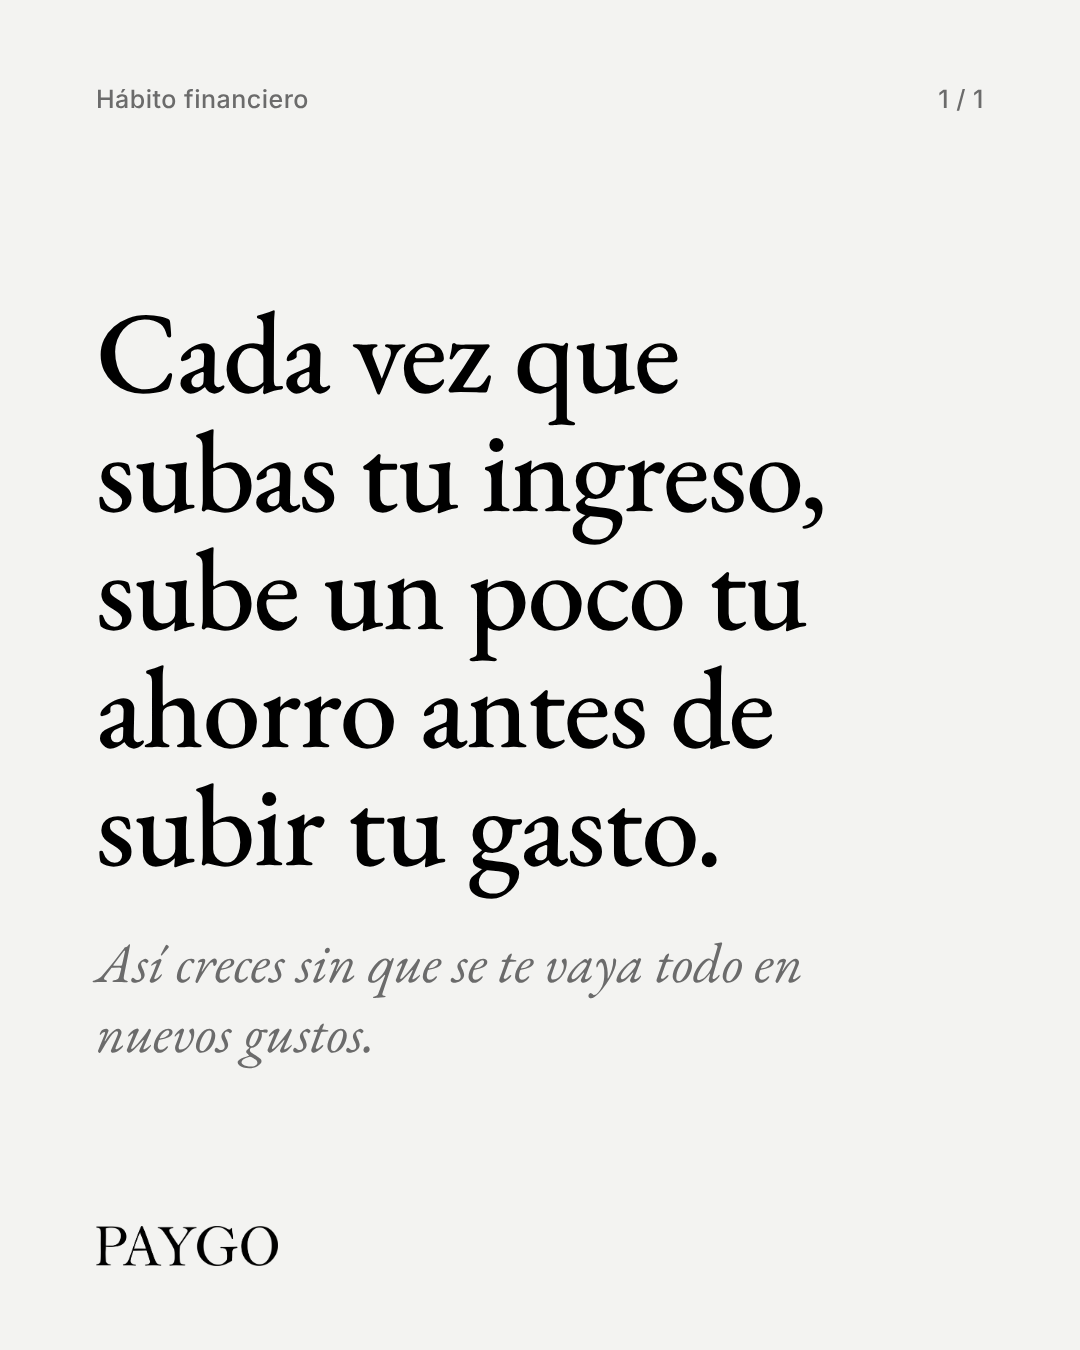 Hábito financiero
1 / 1
Cada vez que
subas tu ingreso,
sube un poco tu
ahorro antes de
subir tu gasto.
Así creces sin que se te vaya todo en
nuevos gustos.
PAYGO